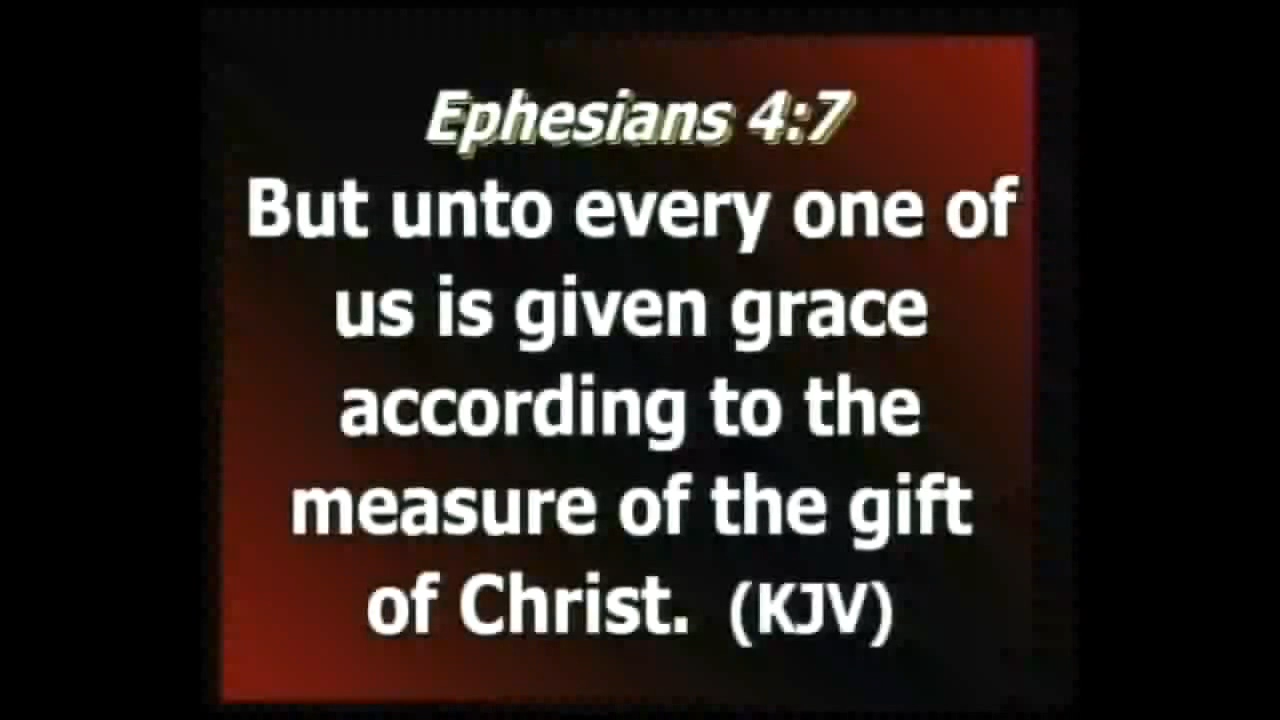 Ephesians 4:7
But unto every one of
us is given grace
according to the
measure of the gift
of Christ. (KJV)